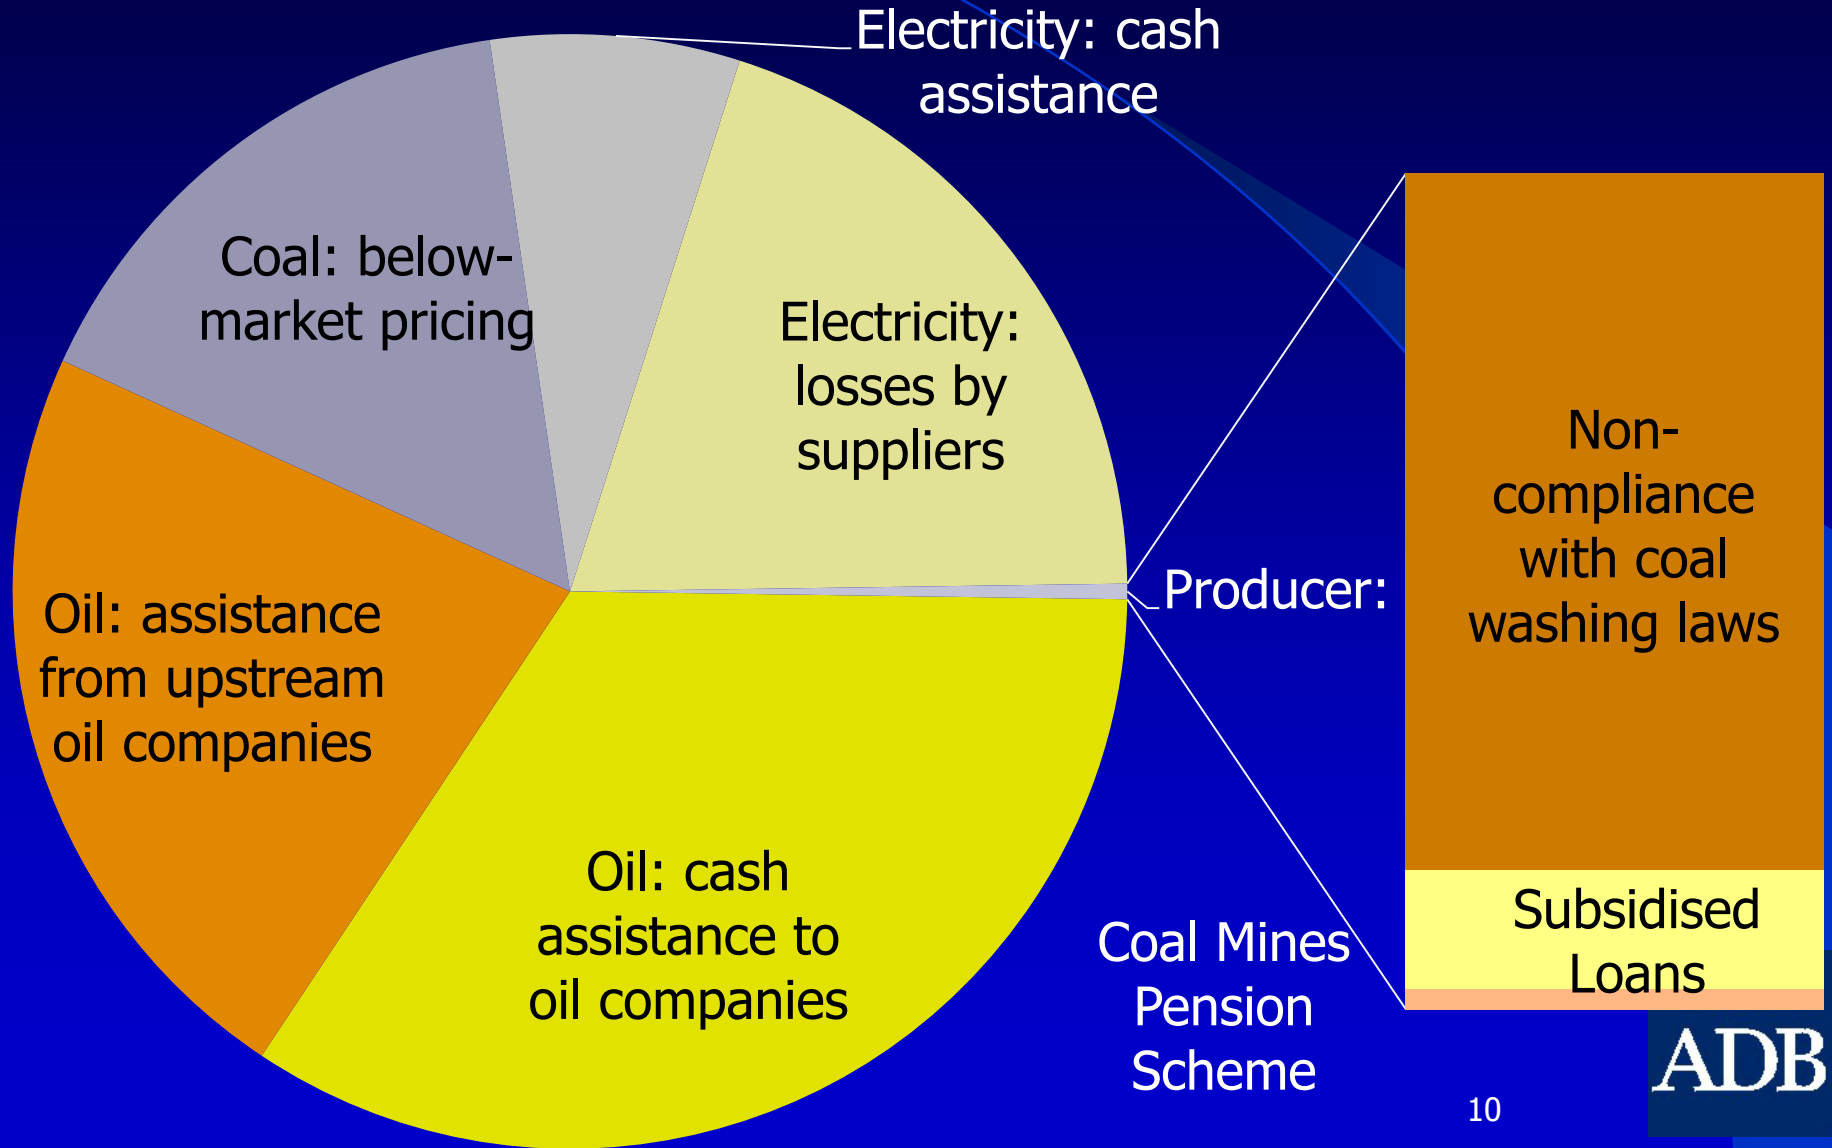 Electricity: cash
assistance
Coal: below-
market pricing
Electricity:
losses by
suppliers
Non-
compliance
with coal
washing laws
Producer:
Oil: assistance
from upstream
oil companies
Oil: cash
assistance to
oil companies
Coal Mines
Pension
Scheme
Subsidised
Loans
ADB
10